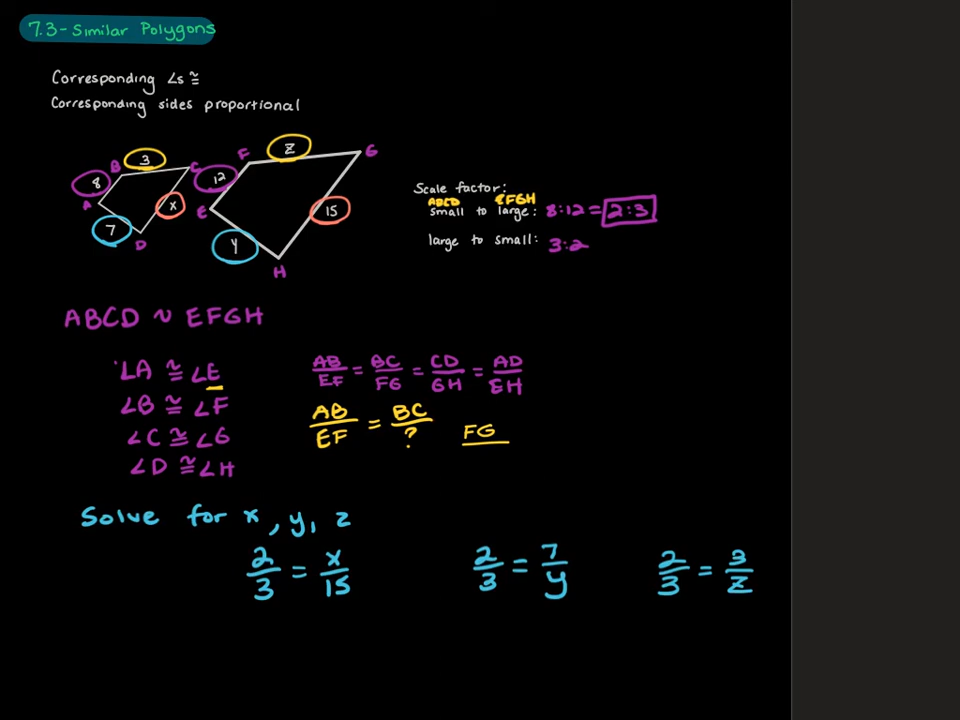 7.3 - Similar Polygons
Corresponding ∠s ≅
Corresponding sides proportional
B 3 C
8 x
A 7 D
F Z G
12 15
E Y H
Scale factor:
ABCD EFGH
small to large: 8:12 = 2:3
large to small: 3:2
ABCD ~ EFGH
∠A ≅ ∠E
∠B ≅ ∠F
∠C ≅ ∠G
∠D ≅ ∠H
AB/EF = BC/FG = CD/GH = AD/EH
AB/EF = BC/? FG
Solve for x, y, z
2/3 = x/15 2/3 = 7/y 2/3 = 3/z